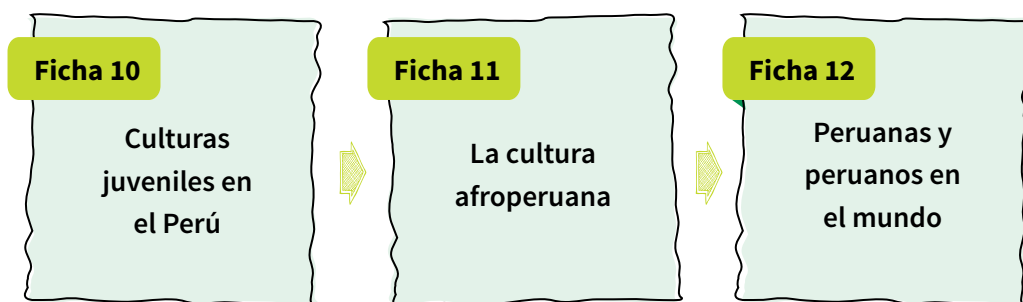 Ficha 10
Culturas
juveniles en
el Perú
Ficha 11
La cultura
afroperuana
Ficha 12
Peruanas y
peruanos en
el mundo